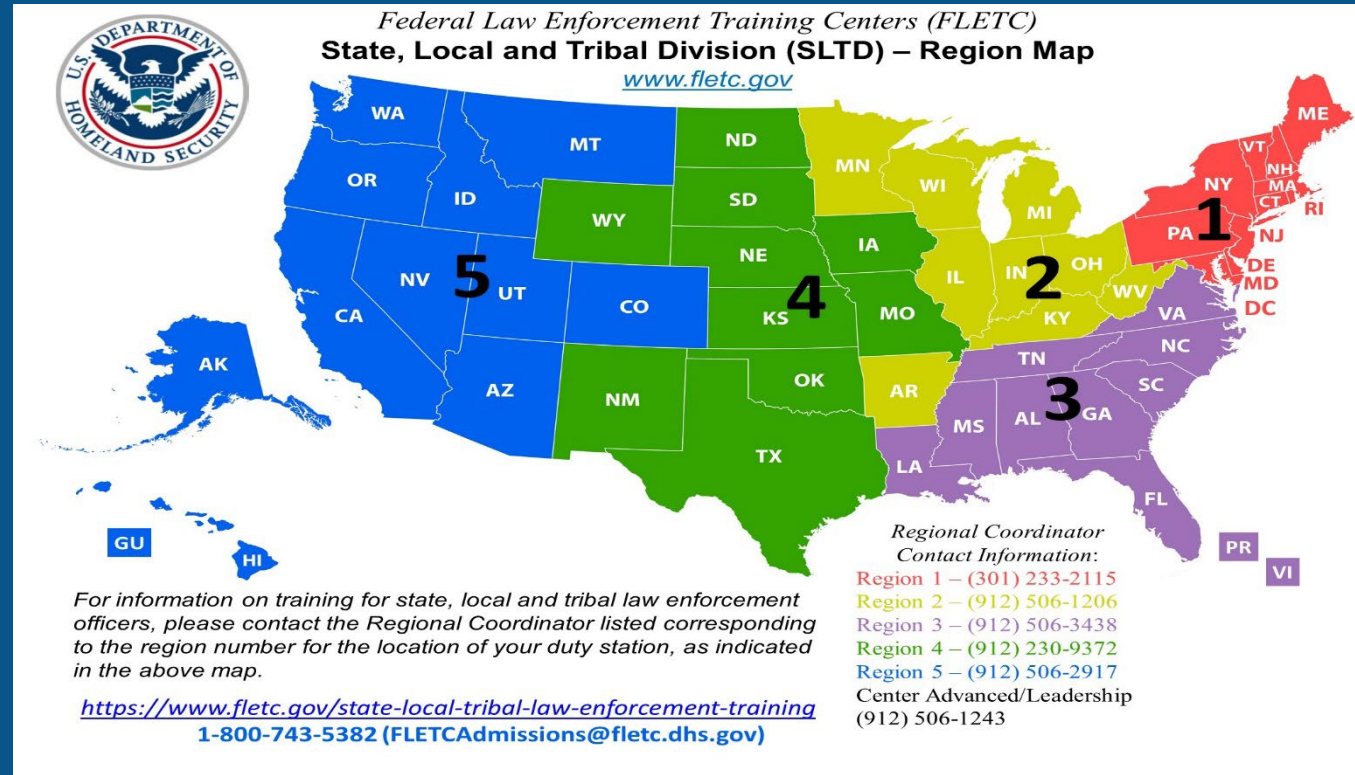 Federal Law Enforcement Training Centers (FLETC)
State, Local and Tribal Division (SLTD) – Region Map
www.fletc.gov
U.S. DEPARTMENT OF
HOMELAND SECURITY
WA
OR
ID
MT
NV
UT
CA
CO
AZ
AK
HI
GU
5
ND
SD
WY
NE
IA
KS
MO
NM
OK
TX
4
MN
WI
MI
IL
IN
OH
WV
KY
AR
2
ME
VT
NH
MA
NY
CT
RI
PA
NJ
DE
MD
DC
1
VA
NC
TN
SC
MS
AL
GA
LA
FL
PR
VI
3
For information on training for state, local and tribal law enforcement
officers, please contact the Regional Coordinator listed corresponding
to the region number for the location of your duty station, as indicated
in the above map.
https://www.fletc.gov/state-local-tribal-law-enforcement-training
1-800-743-5382 (FLETCAdmissions@fletc.dhs.gov)
Regional Coordinator
Contact Information:
Region 1 – (301) 233-2115
Region 2 – (912) 506-1206
Region 3 – (912) 506-3438
Region 4 – (912) 230-9372
Region 5 – (912) 506-2917
Center Advanced/Leadership
(912) 506-1243